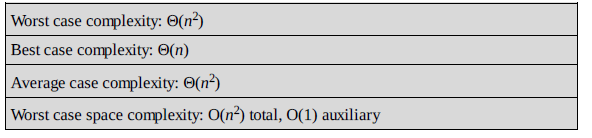 Worst case complexity: Θ(n²)
Best case complexity: Θ(n)
Average case complexity: Θ(n²)
Worst case space complexity: O(n²) total, O(1) auxiliary